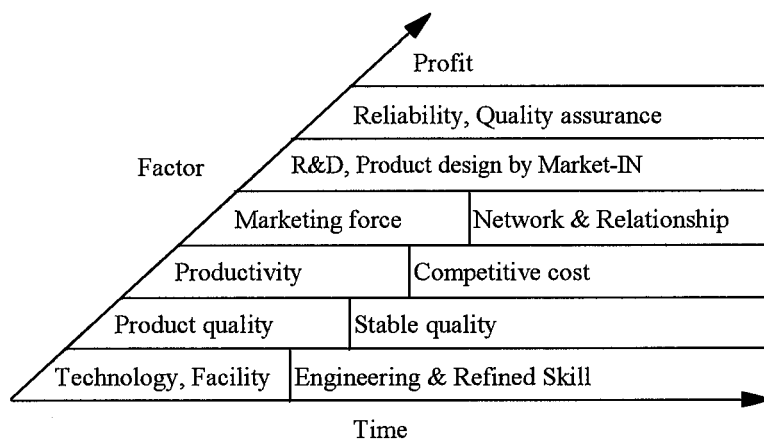 Profit
Reliability, Quality assurance
Factor
R&D, Product design by Market-IN
Marketing force
Network & Relationship
Productivity
Competitive cost
Product quality
Stable quality
Technology, Facility
Engineering & Refined Skill
Time